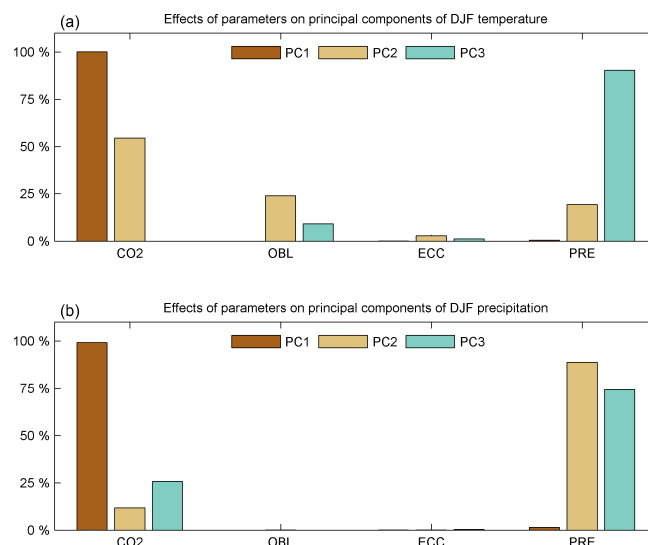 (a) Effects of parameters on principal components of DJF temperature
PC1 PC2 PC3
100 %
75 %
50 %
25 %
0 %
CO2 OBL ECC PRE
(b) Effects of parameters on principal components of DJF precipitation
PC1 PC2 PC3
100 %
75 %
50 %
25 %
0 %
CO2 OBL ECC PRE